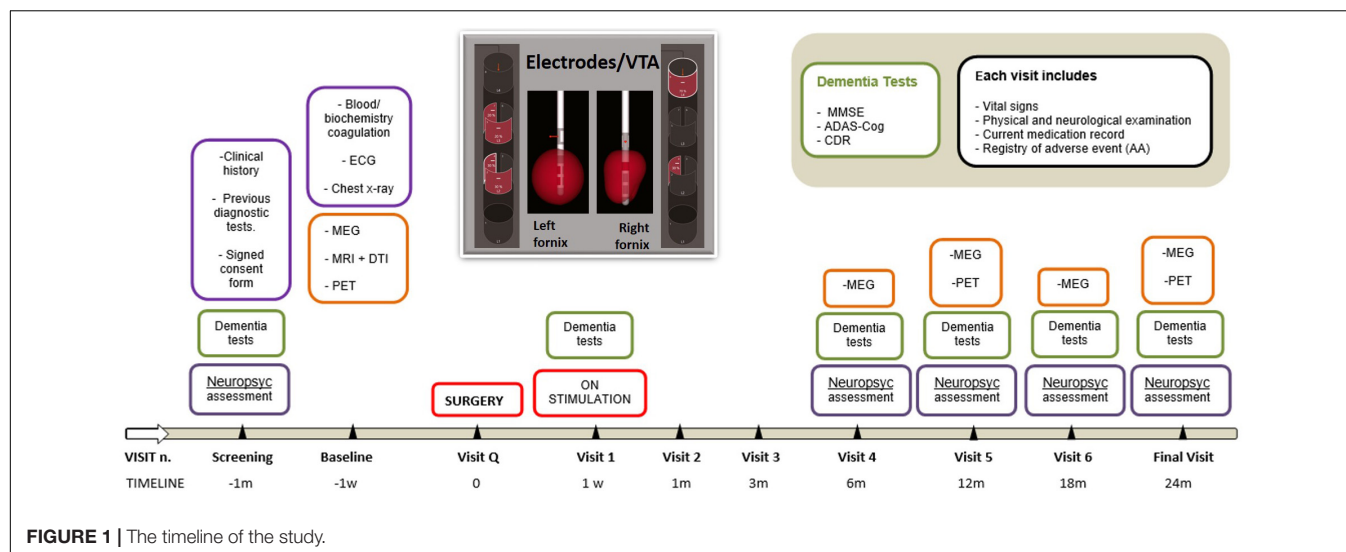 Electrodes/VTA
Left
fornix
Right
fornix
Dementia Tests
- MMSE
- ADAS-Cog
- CDR
Each visit includes
- Vital signs
- Physical and neurological examination
- Current medication record
- Registry of adverse event (AA)
-Clinical
history
- Previous
diagnostic
tests.
- Signed
consent
form
Dementia
tests
Neuropsyc
assessment
- Blood/
biochemistry
coagulation
- ECG
- Chest x-ray
- MEG
- MRI + DTI
- PET
SURGERY
Dementia
tests
ON
STIMULATION
-MEG
Dementia
tests
Neuropsyc
assessment
-MEG
-PET
Dementia
tests
Neuropsyc
assessment
-MEG
Dementia
tests
Neuropsyc
assessment
-MEG
-PET
Dementia
tests
Neuropsyc
assessment
VISIT n. Screening Baseline Visit Q Visit 1 Visit 2 Visit 3 Visit 4 Visit 5 Visit 6 Final Visit
TIMELINE -1m -1w 0 1 w 1m 3m 6m 12m 18m 24m
FIGURE 1 | The timeline of the study.